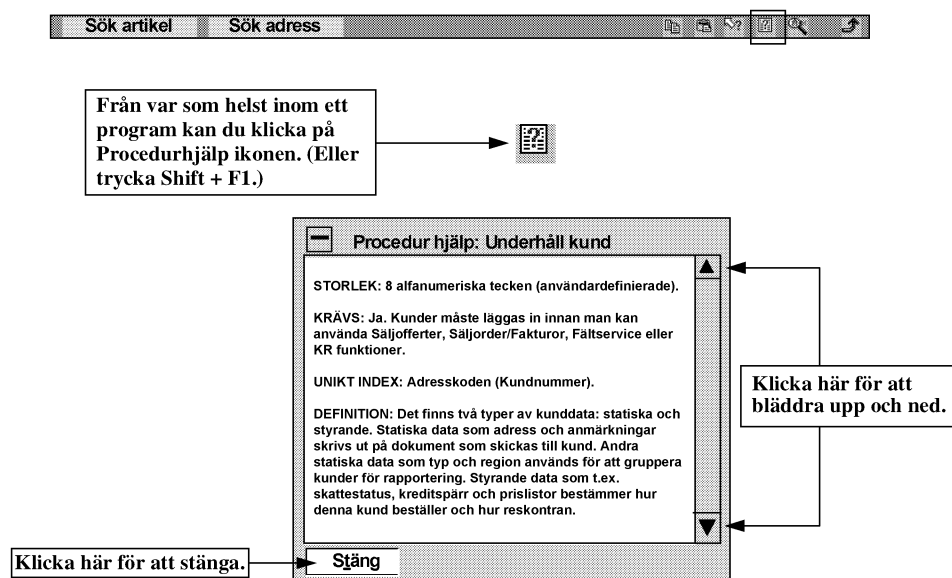 Sök artikel Sök adress
Från var som helst inom ett
program kan du klicka på
Procedurhjälp ikonen. (Eller
trycka Shift + F1.)
Procedur hjälp: Underhåll kund
STORLEK: 8 alfanumeriska tecken (användardefinierade).
KRÄVS: Ja. Kunder måste läggas in innan man kan
använda Säljofferter, Säljorder/Fakturor, Fältservice eller
KR funktioner.
UNIKT INDEX: Adresskoden (Kundnummer).
DEFINITION: Det finns två typer av kunddata: statiska och
styrande. Statiska data som adress och anmärkningar
skrivs ut på dokument som skickas till kund. Andra
statiska data som typ och region används för att gruppera
kunder för rapportering. Styrande data som t.ex.
skattestatus, kreditspärr och prislistor bestämmer hur
denna kund beställer och hur reskontran.
Klicka här för att
bläddra upp och ned.
Klicka här för att stänga.
Stäng